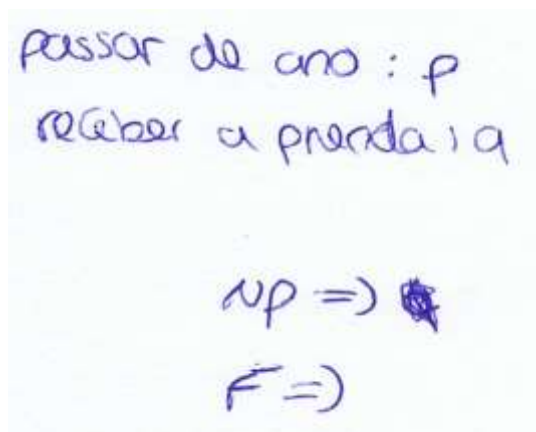 passar de ano : p
receber a prenda : q
~p =>
F =>